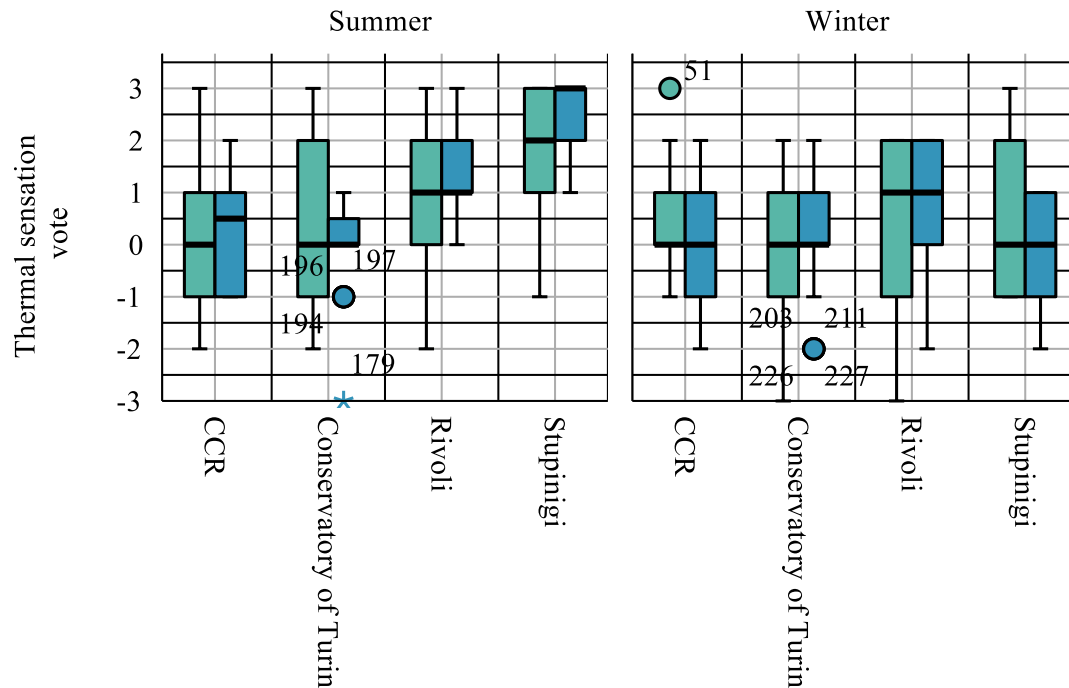 Summer
Winter
Thermal sensation
vote
3
2
1
0
-1
-2
-3
196
197
194
179
51
203
211
226
227
CCR
Conservatory of Turin
Rivoli
Stupinigi
CCR
Conservatory of Turin
Rivoli
Stupinigi